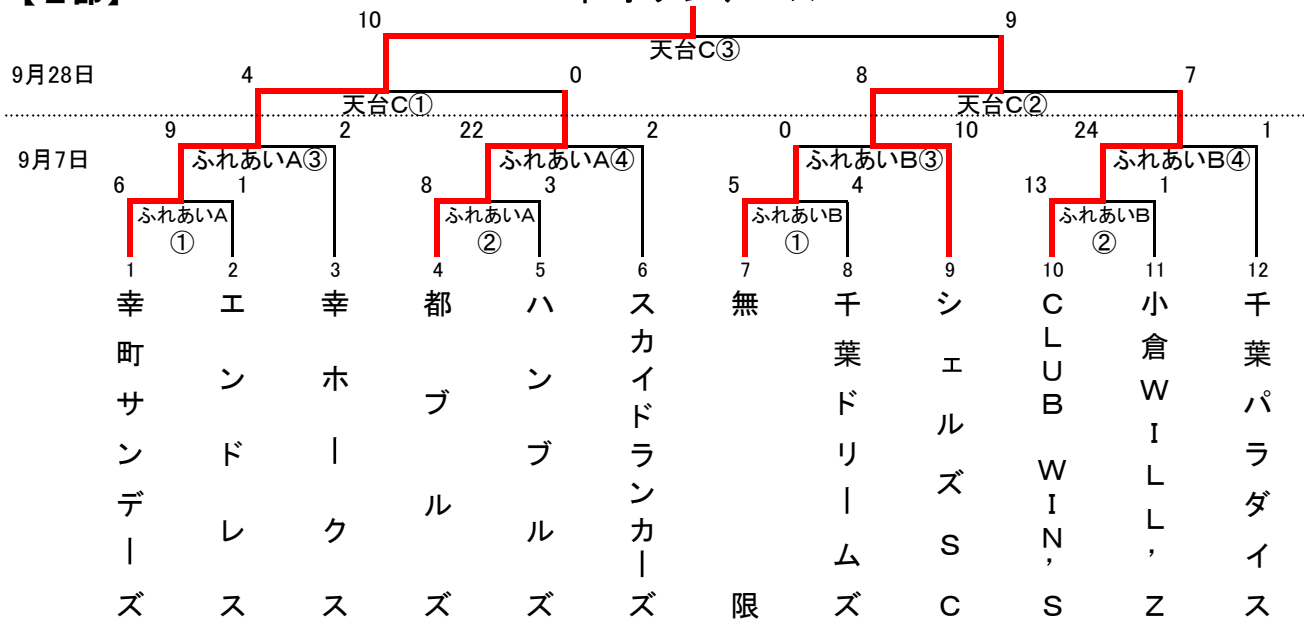 10
9
天台C③
9月28日
4
0
8
7
天台C①
天台C②
9
2
22
2
0
10
24
1
9月7日
ふれあいA③
ふれあいA④
ふれあいB③
ふれあいB④
6
1
8
3
5
4
13
1
ふれあいA
①
ふれあいA
②
ふれあいB
①
ふれあいB
②
1
2
3
4
5
6
7
8
9
10
11
12
幸町サンデーズ
エンドレス
幸ホークス
都ブルズ
ハンブルズ
スカイドランカーズ
無限
千葉ドリームズ
シェルズSC
CLUB WIN'S
小倉WILL'Z
千葉パラダイス